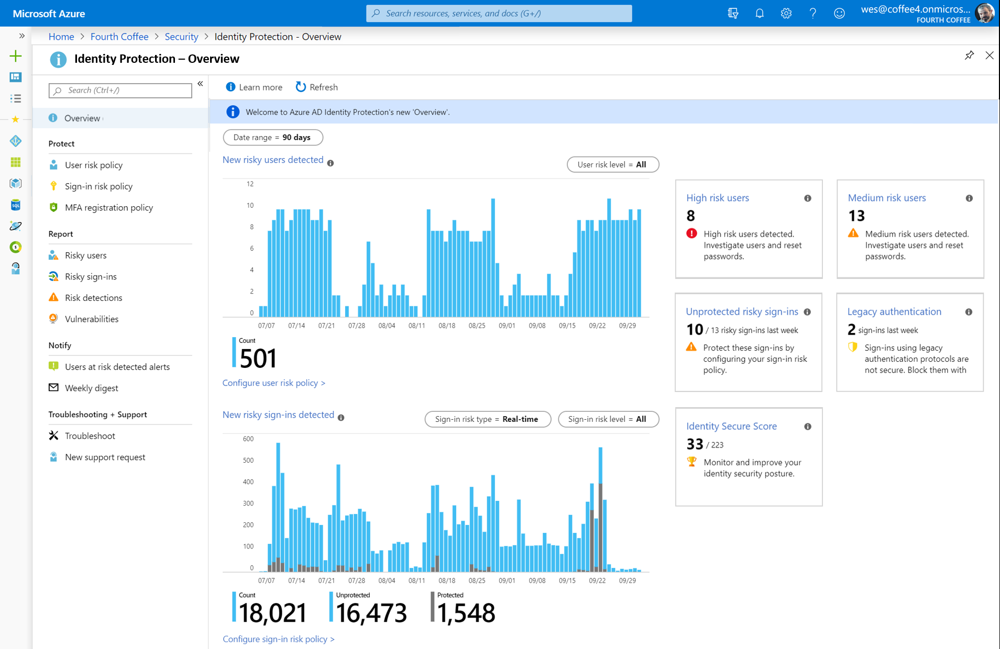 Microsoft Azure
Search resources, services, and docs (G+/)
wes@coffee4.onmicros...
FOURTH COFFEE
Home > Fourth Coffee > Security > Identity Protection - Overview
Identity Protection – Overview
Search (Ctrl+/)
Overview
Protect
User risk policy
Sign-in risk policy
MFA registration policy
Report
Risky users
Risky sign-ins
Risk detections
Vulnerabilities
Notify
Users at risk detected alerts
Weekly digest
Troubleshooting + Support
Troubleshoot
New support request
Learn more
Refresh
Welcome to Azure AD Identity Protection's new 'Overview'.
Date range = 90 days
New risky users detected
User risk level = All
12
10
8
6
4
2
0
07/07 07/14 07/21 07/28 08/04 08/11 08/18 08/25 09/01 09/08 09/15 09/22 09/29
Count
501
Configure user risk policy >
New risky sign-ins detected
Sign-in risk type = Real-time
Sign-in risk level = All
600
500
400
300
200
100
0
07/07 07/14 07/21 07/28 08/04 08/11 08/18 08/25 09/01 09/08 09/15 09/22 09/29
Count
18,021
Unprotected
16,473
Protected
1,548
Configure sign-in risk policy >
High risk users
8
High risk users detected.
Investigate users and reset
passwords.
Medium risk users
13
Medium risk users detected.
Investigate users and reset
passwords.
Unprotected risky sign-ins
10 / 13 risky sign-ins last week
Protect these sign-ins by
configuring your sign-in risk
policy.
Legacy authentication
2 sign-ins last week
Sign-ins using legacy
authentication protocols are
not secure. Block them with
Identity Secure Score
33 / 223
Monitor and improve your
identity security posture.
SQL